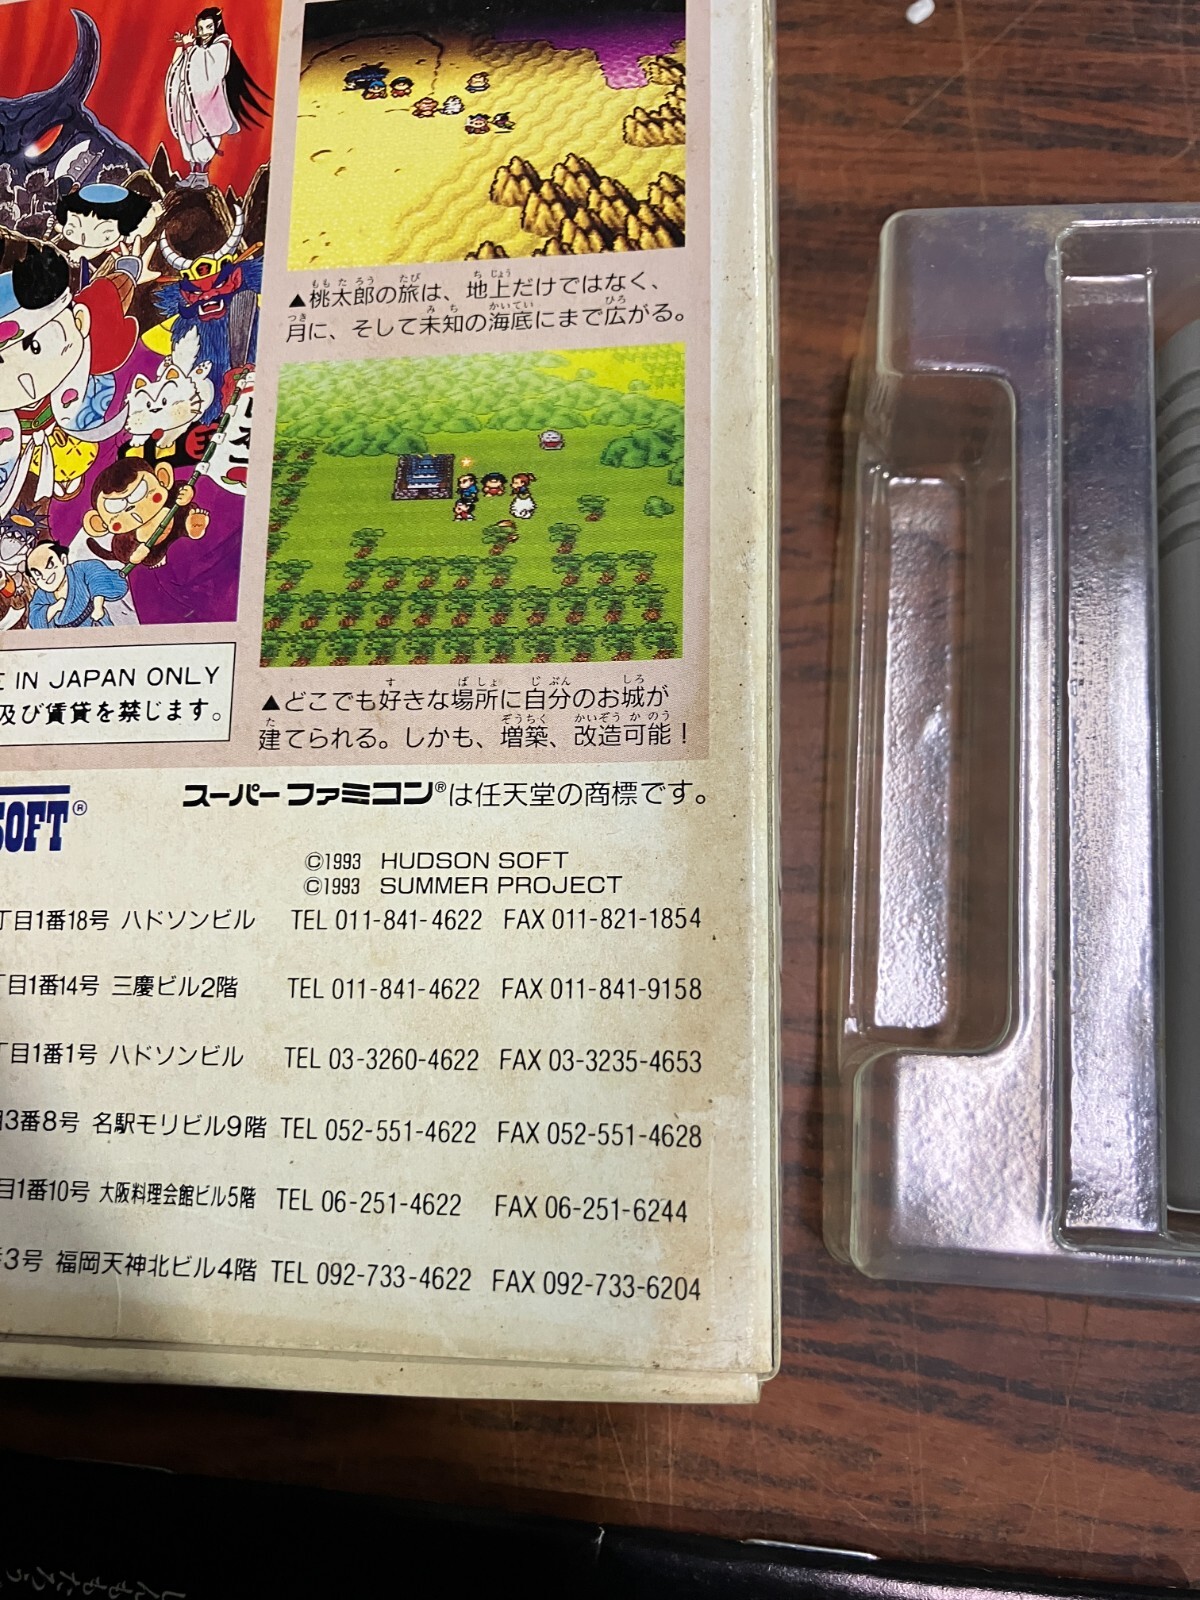 ▲桃太郎の旅は、地上だけではなく、
月に、そして未知の海底にまで広がる。
▲どこでも好きな場所に自分のお城が
建てられる。しかも、増築、改造可能！
IN JAPAN ONLY
及び賃貸を禁じます。
スーパーファミコン®は任天堂の商標です。
SOFT®
©1993 HUDSON SOFT
©1993 SUMMER PROJECT
丁目1番18号 ハドソンビル TEL 011-841-4622 FAX 011-821-1854
丁目1番14号 三慶ビル2階 TEL 011-841-4622 FAX 011-841-9158
丁目1番1号 ハドソンビル TEL 03-3260-4622 FAX 03-3235-4653
3番8号 名駅モリビル9階 TEL 052-551-4622 FAX 052-551-4628
目1番10号 大阪料理会館ビル5階 TEL 06-251-4622 FAX 06-251-6244
3号 福岡天神北ビル4階 TEL 092-733-4622 FAX 092-733-6204
しんももたろう